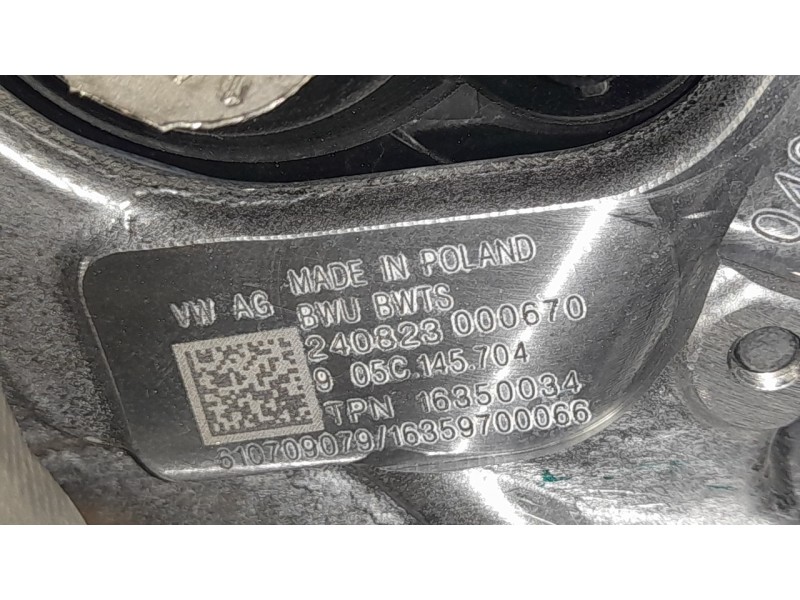 MADE IN POLAND
VW AG BWU BWTS
240823 000670
9 05C.145.704
TPN 16350034
610709079/16359700066